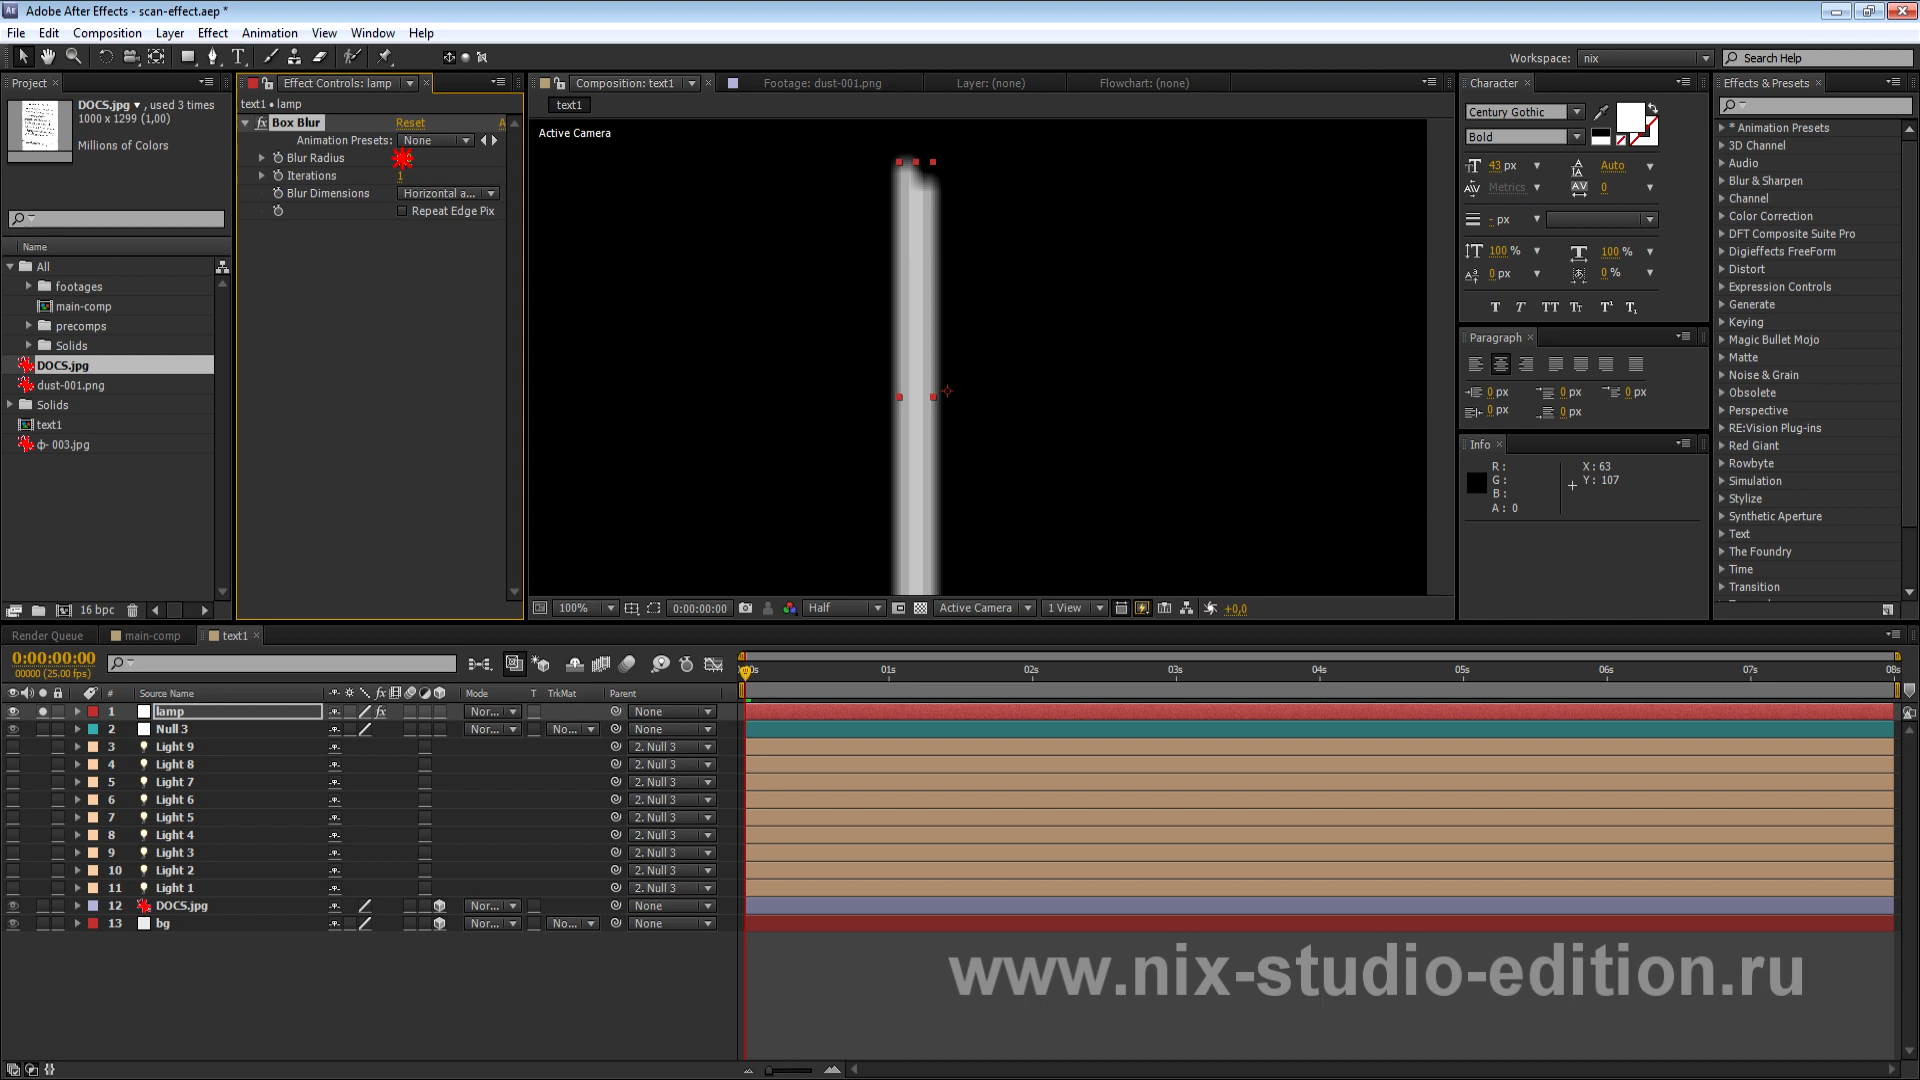 Adobe After Effects - scan-effect.aep *
File Edit Composition Layer Effect Animation View Window Help
Workspace: nix
Search Help
Project
DOCS.jpg , used 3 times
1000 x 1299 (1,00)
Millions of Colors
Name
All
footages
main-comp
precomps
Solids
DOCS.jpg
dust-001.png
Solids
text1
ф- 003.jpg
16 bpc
Effect Controls: lamp
text1 • lamp
fx Box Blur Reset A
Animation Presets: None
Blur Radius
Iterations 1
Blur Dimensions Horizontal a...
Repeat Edge Pix
Composition: text1
Footage: dust-001.png
Layer: (none)
Flowchart: (none)
text1
Active Camera
100% 0:00:00:00 Half Active Camera 1 View +0,0
Character
Century Gothic
Bold
43 px Auto
Metrics 0
- px
100 % 100 %
0 px 0 %
T T TT Tr T¹ T₁
Paragraph
0 px 0 px 0 px
0 px 0 px
Info
R : X : 63
G : Y : 107
B :
A : 0
Effects & Presets
* Animation Presets
3D Channel
Audio
Blur & Sharpen
Channel
Color Correction
DFT Composite Suite Pro
Digieffects FreeForm
Distort
Expression Controls
Generate
Keying
Magic Bullet Mojo
Matte
Noise & Grain
Obsolete
Perspective
RE:Vision Plug-ins
Red Giant
Rowbyte
Simulation
Stylize
Synthetic Aperture
Text
The Foundry
Time
Transition
Render Queue main-comp text1
0:00:00:00
00000 (25.00 fps)
01s 02s 03s 04s 05s 06s 07s 08s
# Source Name fx Mode T TrkMat Parent
1 lamp fx Nor... None
2 Null 3 Nor... No... None
3 Light 9 2. Null 3
4 Light 8 2. Null 3
5 Light 7 2. Null 3
6 Light 6 2. Null 3
7 Light 5 2. Null 3
8 Light 4 2. Null 3
9 Light 3 2. Null 3
10 Light 2 2. Null 3
11 Light 1 2. Null 3
12 DOCS.jpg Nor... None
13 bg Nor... No... None
www.nix-studio-edition.ru